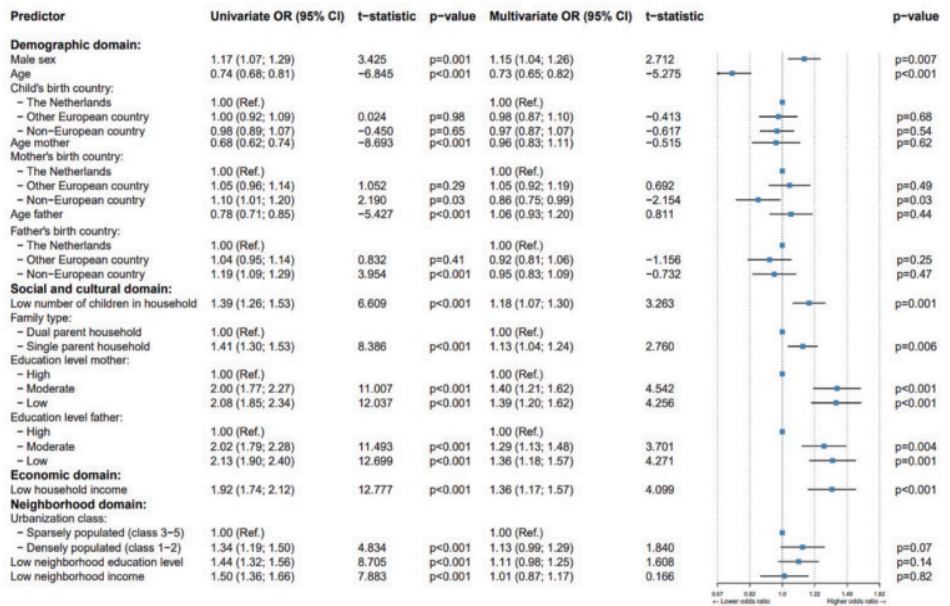 Predictor Univariate OR (95% CI) t−statistic p−value Multivariate OR (95% CI) t−statistic p−value
Demographic domain:
Male sex 1.17 (1.07; 1.29) 3.425 p=0.001 1.15 (1.04; 1.26) 2.712 p=0.007
Age 0.74 (0.68; 0.81) −6.845 p<0.001 0.73 (0.65; 0.82) −5.275 p<0.001
Child's birth country:
− The Netherlands 1.00 (Ref.) 1.00 (Ref.)
− Other European country 1.00 (0.92; 1.09) 0.024 p=0.98 0.98 (0.87; 1.10) −0.413 p=0.68
− Non−European country 0.98 (0.89; 1.07) −0.450 p=0.65 0.97 (0.87; 1.07) −0.617 p=0.54
Age mother 0.68 (0.62; 0.74) −8.693 p<0.001 0.96 (0.83; 1.11) −0.515 p=0.62
Mother's birth country:
− The Netherlands 1.00 (Ref.) 1.00 (Ref.)
− Other European country 1.05 (0.96; 1.14) 1.052 p=0.29 1.05 (0.92; 1.19) 0.692 p=0.49
− Non−European country 1.10 (1.01; 1.20) 2.190 p=0.03 0.86 (0.75; 0.99) −2.154 p=0.03
Age father 0.78 (0.71; 0.85) −5.427 p<0.001 1.06 (0.93; 1.20) 0.811 p=0.44
Father's birth country:
− The Netherlands 1.00 (Ref.) 1.00 (Ref.)
− Other European country 1.04 (0.95; 1.14) 0.832 p=0.41 0.92 (0.81; 1.06) −1.156 p=0.25
− Non−European country 1.19 (1.09; 1.29) 3.954 p<0.001 0.95 (0.83; 1.09) −0.732 p=0.47
Social and cultural domain:
Low number of children in household 1.39 (1.26; 1.53) 6.609 p<0.001 1.18 (1.07; 1.30) 3.263 p=0.001
Family type:
− Dual parent household 1.00 (Ref.) 1.00 (Ref.)
− Single parent household 1.41 (1.30; 1.53) 8.386 p<0.001 1.13 (1.04; 1.24) 2.760 p=0.006
Education level mother:
− High 1.00 (Ref.) 1.00 (Ref.)
− Moderate 2.00 (1.77; 2.27) 11.007 p<0.001 1.40 (1.21; 1.62) 4.542 p<0.001
− Low 2.08 (1.85; 2.34) 12.037 p<0.001 1.39 (1.20; 1.62) 4.256 p<0.001
Education level father:
− High 1.00 (Ref.) 1.00 (Ref.)
− Moderate 2.02 (1.79; 2.28) 11.493 p<0.001 1.29 (1.13; 1.48) 3.701 p=0.004
− Low 2.13 (1.90; 2.40) 12.699 p<0.001 1.36 (1.18; 1.57) 4.271 p=0.001
Economic domain:
Low household income 1.92 (1.74; 2.12) 12.777 p<0.001 1.36 (1.17; 1.57) 4.099 p<0.001
Neighborhood domain:
Urbanization class:
− Sparsely populated (class 3−5) 1.00 (Ref.) 1.00 (Ref.)
− Densely populated (class 1−2) 1.34 (1.19; 1.50) 4.834 p<0.001 1.13 (0.99; 1.29) 1.840 p=0.07
Low neighborhood education level 1.44 (1.32; 1.56) 8.705 p<0.001 1.11 (0.98; 1.25) 1.608 p=0.14
Low neighborhood income 1.50 (1.36; 1.66) 7.883 p<0.001 1.01 (0.87; 1.17) 0.166 p=0.82
0.67 0.82 1.0 1.22 1.49 1.82
<− Lower odds ratio Higher odds ratio −>